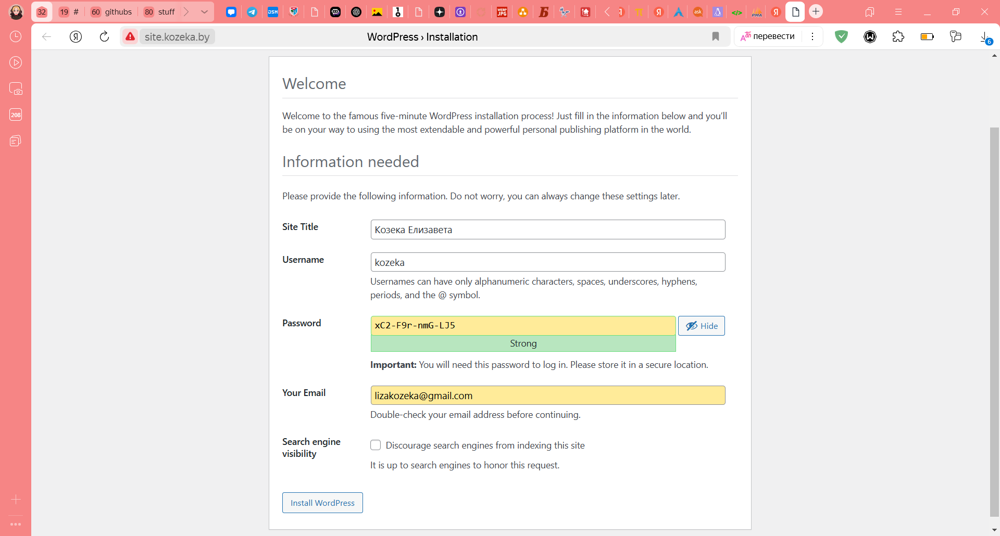 32
19 #
60 githubs
80 stuff
DSM
WEBP JPG
Б
Я
ask
</>
PMA
Я
Я
site.kozeka.by
WordPress › Installation
перевести
6
208
Welcome
Welcome to the famous five-minute WordPress installation process! Just fill in the information below and you’ll
be on your way to using the most extendable and powerful personal publishing platform in the world.
Information needed
Please provide the following information. Do not worry, you can always change these settings later.
Site Title
Козека Елизавета
Username
kozeka
Usernames can have only alphanumeric characters, spaces, underscores, hyphens,
periods, and the @ symbol.
Password
xC2-F9r-nmG-LJ5
Hide
Strong
Important: You will need this password to log in. Please store it in a secure location.
Your Email
lizakozeka@gmail.com
Double-check your email address before continuing.
Search engine
visibility
Discourage search engines from indexing this site
It is up to search engines to honor this request.
Install WordPress